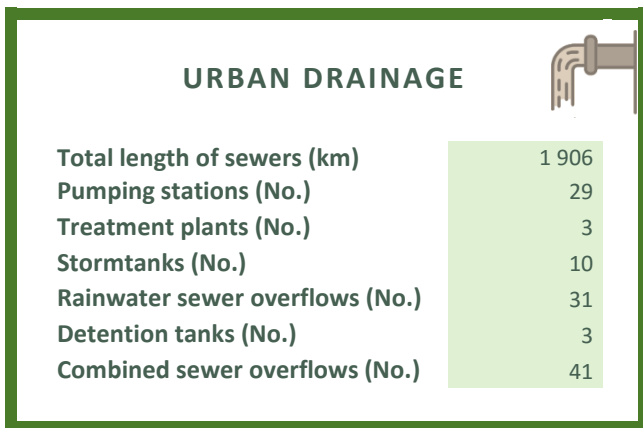 URBAN DRAINAGE
Total length of sewers (km) 1 906
Pumping stations (No.) 29
Treatment plants (No.) 3
Stormtanks (No.) 10
Rainwater sewer overflows (No.) 31
Detention tanks (No.) 3
Combined sewer overflows (No.) 41